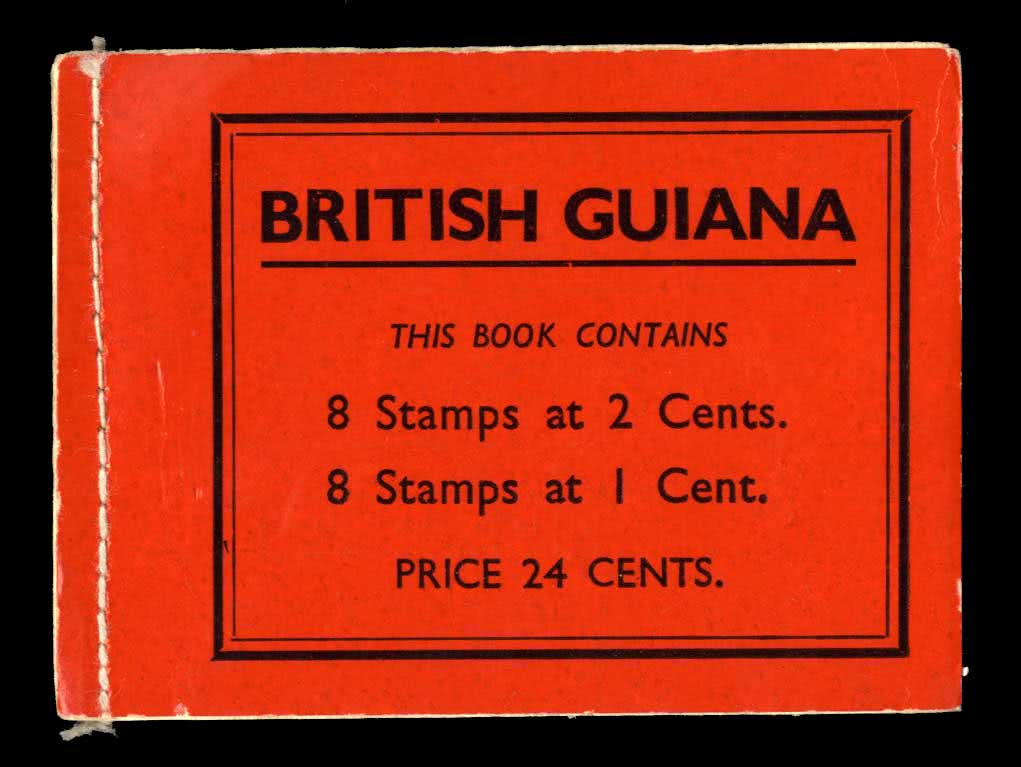 BRITISH GUIANA
THIS BOOK CONTAINS
8 Stamps at 2 Cents.
8 Stamps at 1 Cent.
PRICE 24 CENTS.